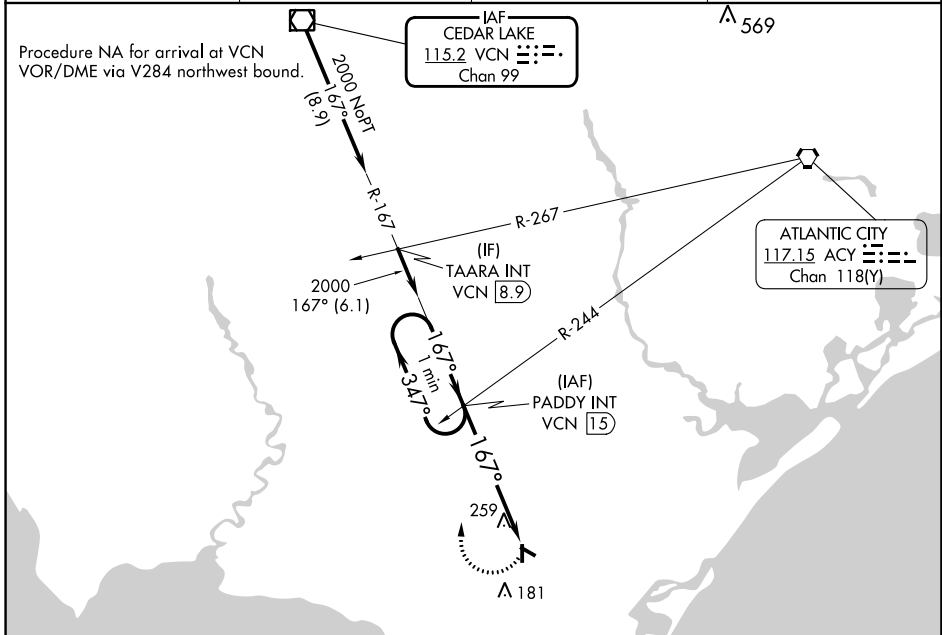 Procedure NA for arrival at VCN
VOR/DME via V284 northwest bound.
IAF
CEDAR LAKE
115.2 VCN
Chan 99
569
2000 NoPT
167°
(8.9)
R-167
R-267
ATLANTIC CITY
117.15 ACY
Chan 118(Y)
(IF)
TAARA INT
VCN 8.9
2000
167° (6.1)
R-244
167°
1 min
347°
(IAF)
PADDY INT
VCN 15
167°
259
181